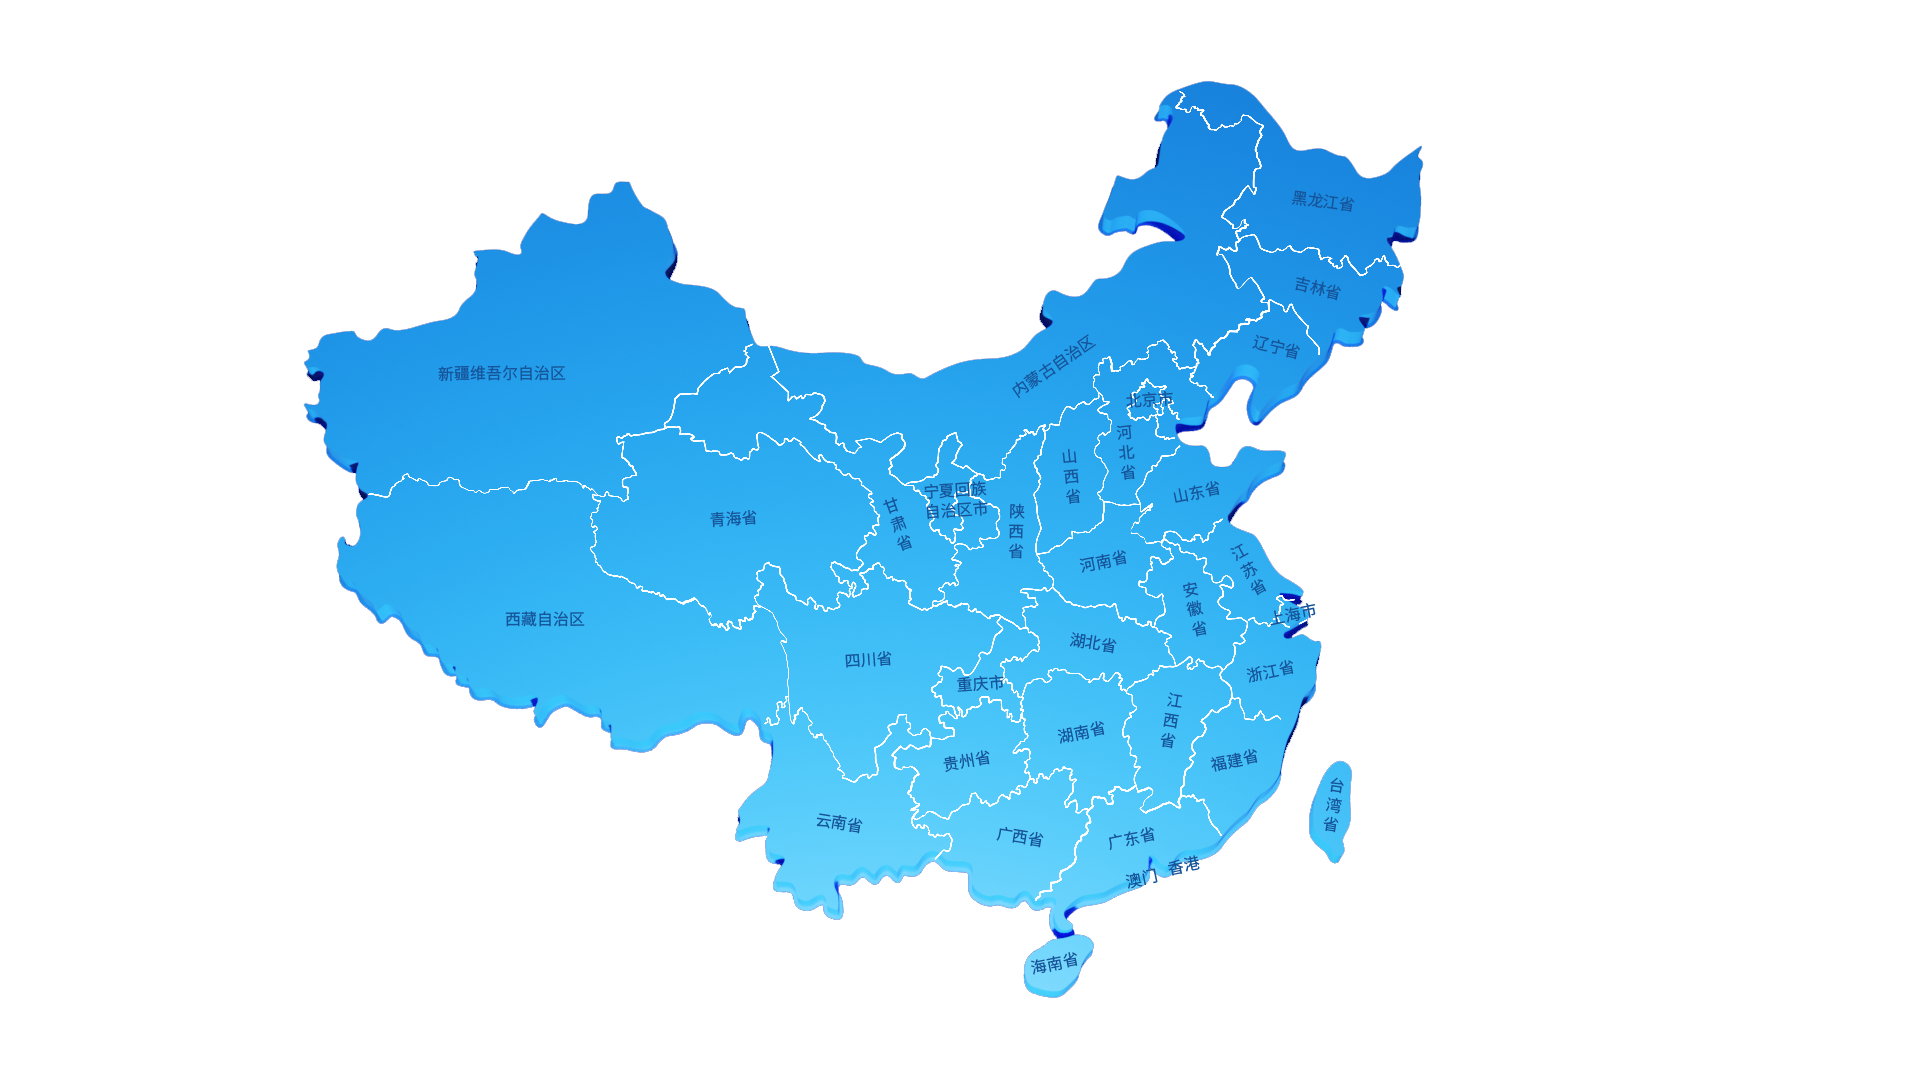 黑龙江省
吉林省
辽宁省
内蒙古自治区
新疆维吾尔自治区
北京市
河北省
山西省
山东省
宁夏回族
自治区市
陕西省
甘肃省
青海省
河南省
江苏省
安徽省
上海市
西藏自治区
湖北省
四川省
重庆市
浙江省
江西省
湖南省
贵州省
福建省
台湾省
云南省
广西省
广东省
澳门
香港
海南省